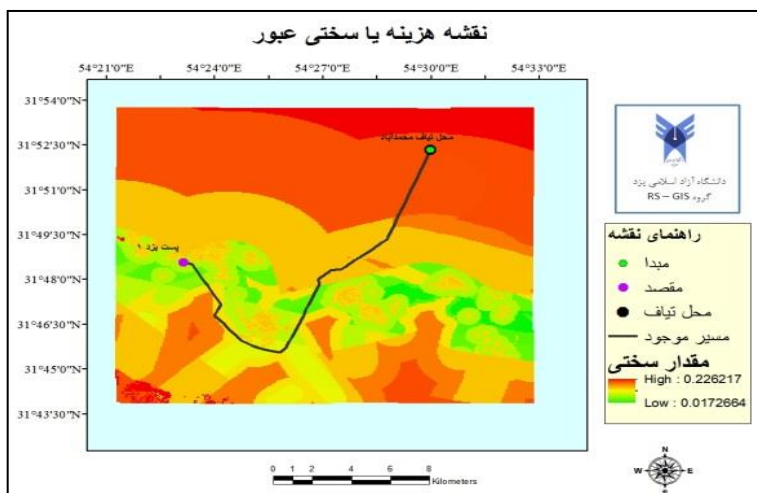 نقشه هزینه یا سختی عبور
54°21'0"E 54°24'0"E 54°27'0"E 54°30'0"E 54°33'0"E
31°54'0"N
31°52'30"N
31°51'0"N
31°49'30"N
31°48'0"N
31°46'30"N
31°45'0"N
31°43'30"N
محل تپاف محمدآباد
پست یزد ۱
دانشگاه آزاد اسلامی یزد
گروه RS – GIS
راهنمای نقشه
مبدا
مقصد
محل تپاف
مسیر موجود
مقدار سختی
High : 0.226217
Low : 0.0172664
0 1 2 4 6 8
Kilometers
N
W E
S